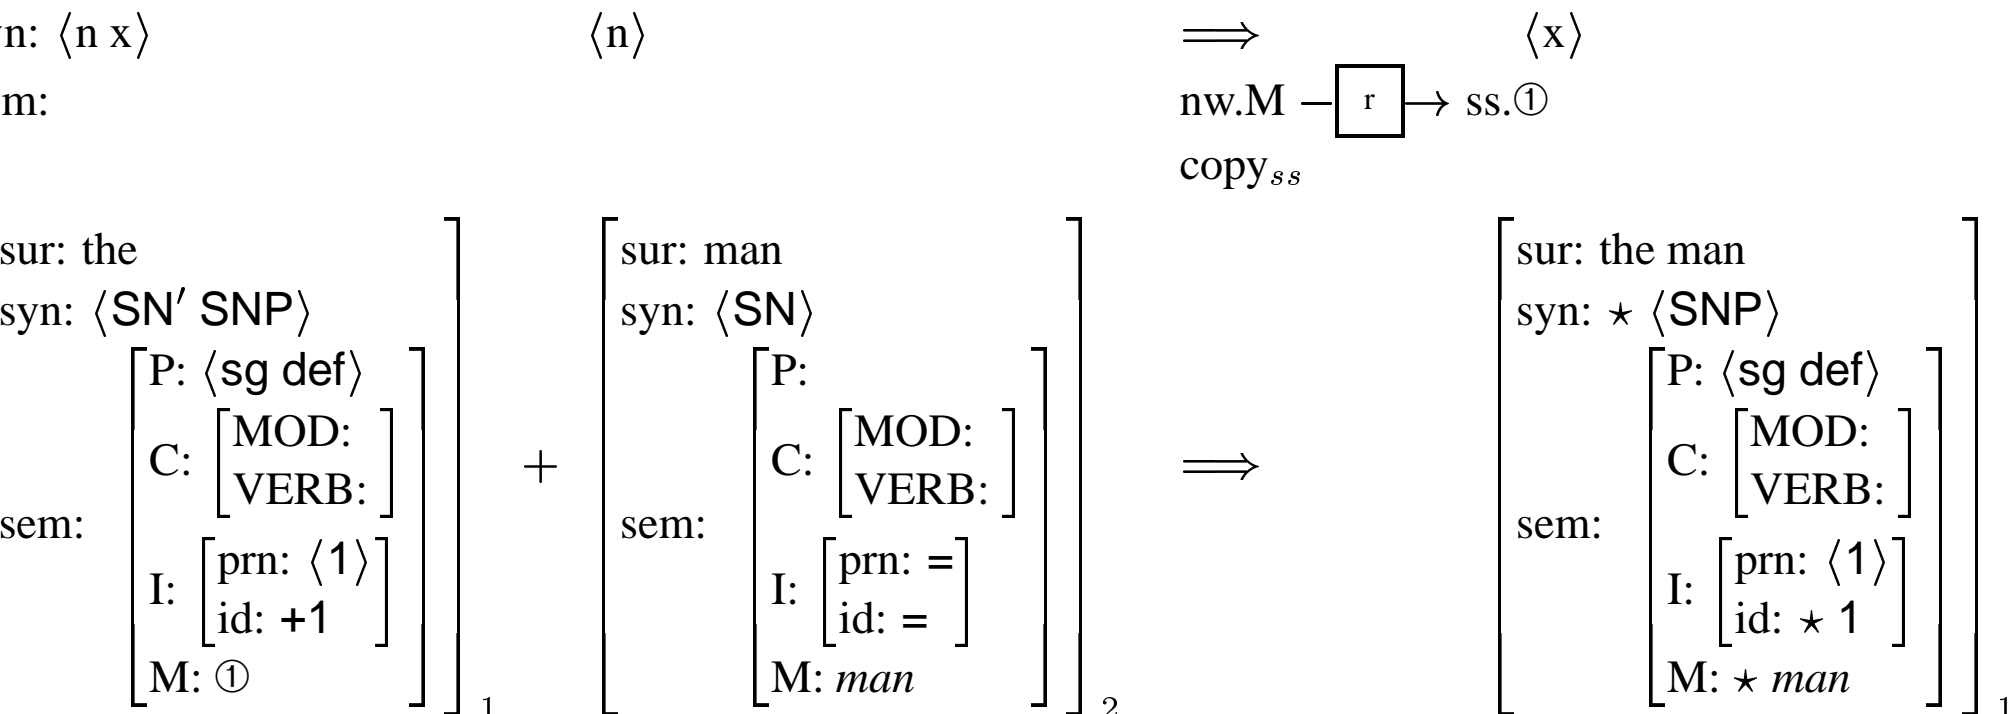 n: ⟨n x⟩ ⟨n⟩ ⟹ ⟨x⟩
m: nw.M –r→ ss.①
copyss
sur: the sur: man sur: the man
syn: ⟨SN′ SNP⟩ syn: ⟨SN⟩ syn: ⋆ ⟨SNP⟩
P: ⟨sg def⟩ P: P: ⟨sg def⟩
MOD: MOD: MOD:
C: + C: ⟹ C:
VERB: VERB: VERB:
sem: sem: sem:
prn: ⟨1⟩ prn: = prn: ⟨1⟩
I: I: I:
id: +1 id: = id: ⋆ 1
M: ① M: man M: ⋆ man
1 2 1